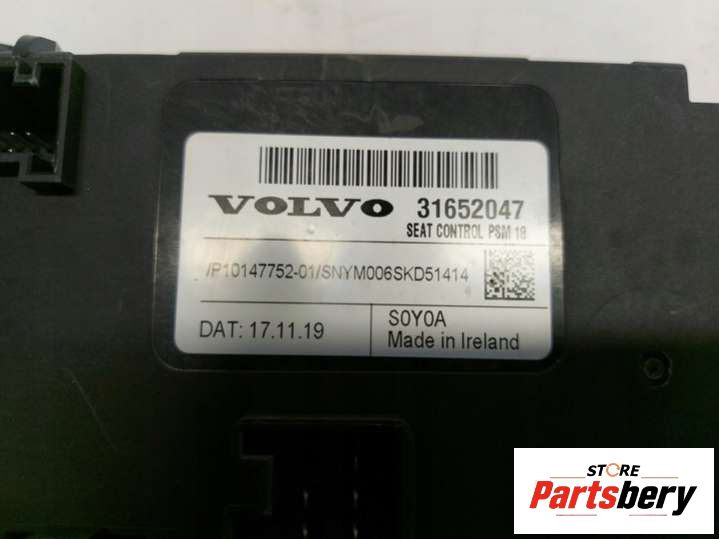 VOLVO 31652047
SEAT CONTROL PSM 18
/P10147752-01/SNYM006SKD51414
DAT: 17.11.19
S0Y0A
Made in Ireland
STORE
Partsbery